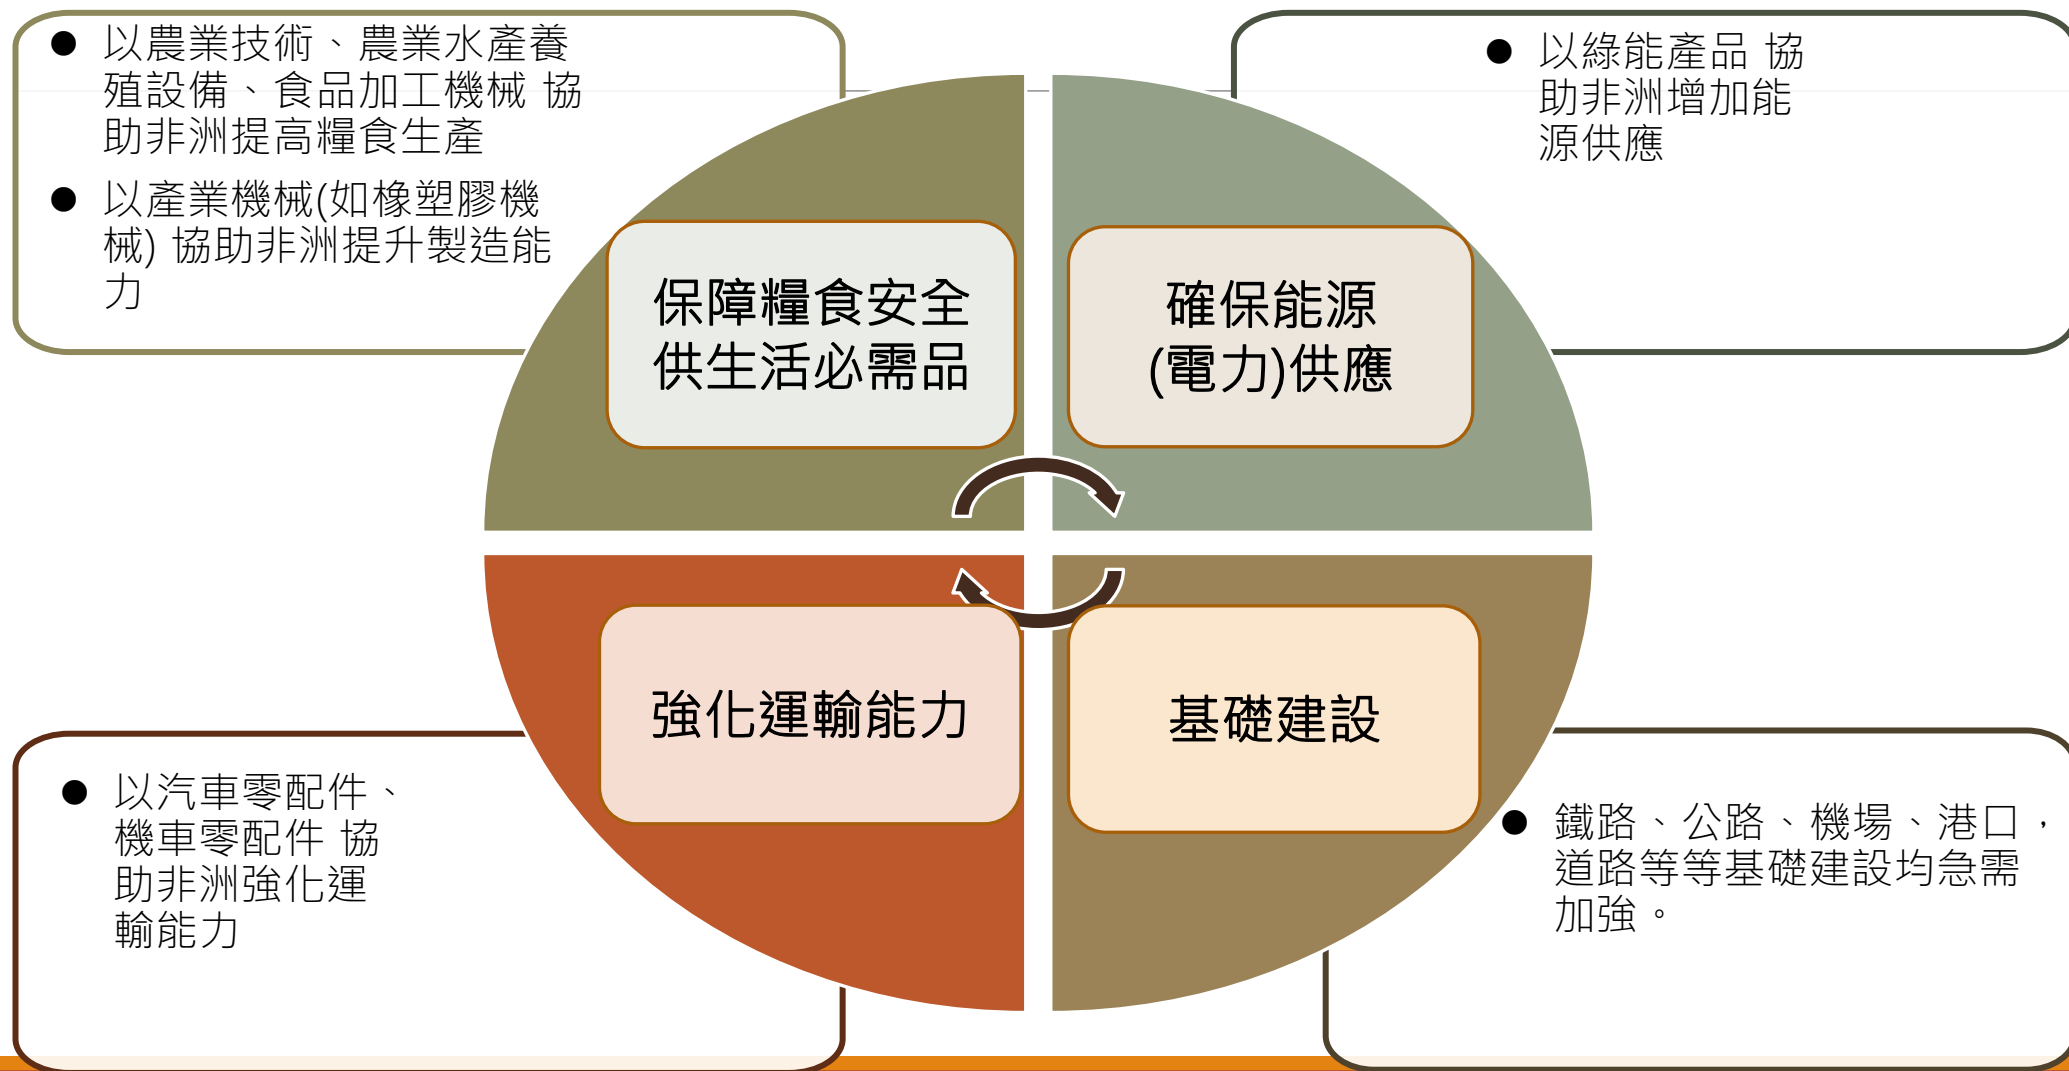 ● 以農業技術、農業水產養
殖設備、食品加工機械 協
助非洲提高糧食生產
● 以產業機械(如橡塑膠機
械) 協助非洲提升製造能
力
● 以綠能產品 協
助非洲增加能
源供應
保障糧食安全
供生活必需品
確保能源
(電力)供應
強化運輸能力
基礎建設
● 以汽車零配件、
機車零配件 協
助非洲強化運
輸能力
● 鐵路、公路、機場、港口，
道路等等基礎建設均急需
加強。